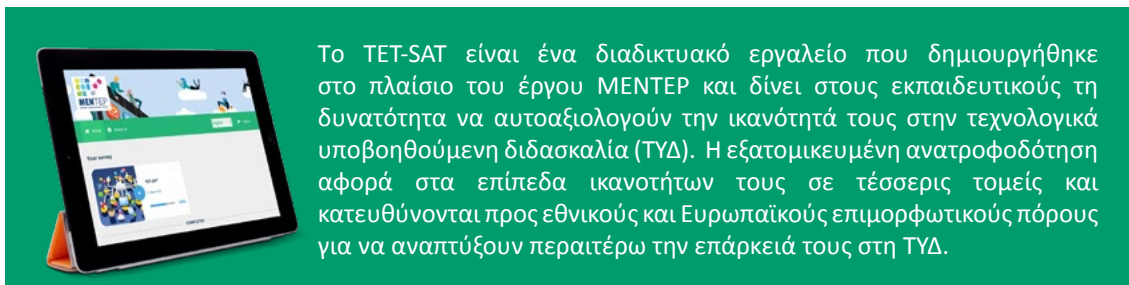 MENTEP
Your survey
Το TET-SAT είναι ένα διαδικτυακό εργαλείο που δημιουργήθηκε
στο πλαίσιο του έργου MENTEP και δίνει στους εκπαιδευτικούς τη
δυνατότητα να αυτοαξιολογούν την ικανότητά τους στην τεχνολογικά
υποβοηθούμενη διδασκαλία (ΤΥΔ). Η εξατομικευμένη ανατροφοδότηση
αφορά στα επίπεδα ικανοτήτων τους σε τέσσερις τομείς και
κατευθύνονται προς εθνικούς και Ευρωπαϊκούς επιμορφωτικούς πόρους
για να αναπτύξουν περαιτέρω την επάρκειά τους στη ΤΥΔ.